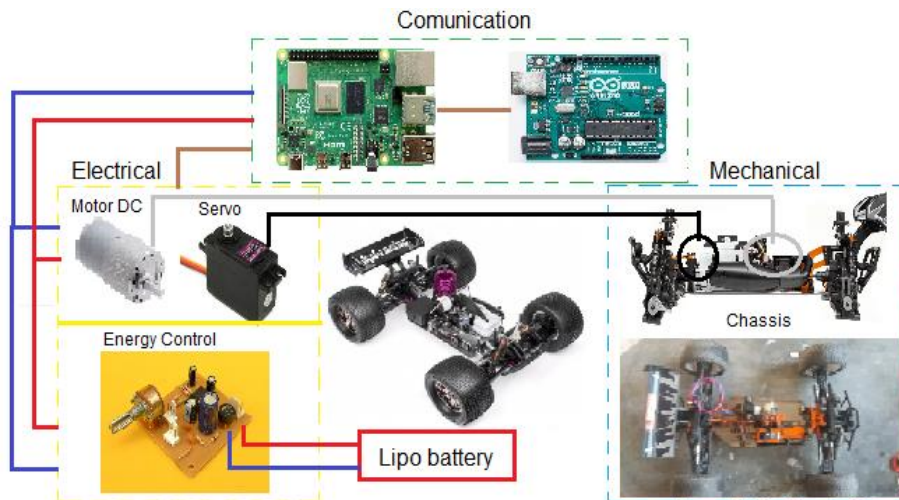 Comunication
Electrical
Mechanical
Motor DC
Servo
Chassis
Energy Control
Lipo battery